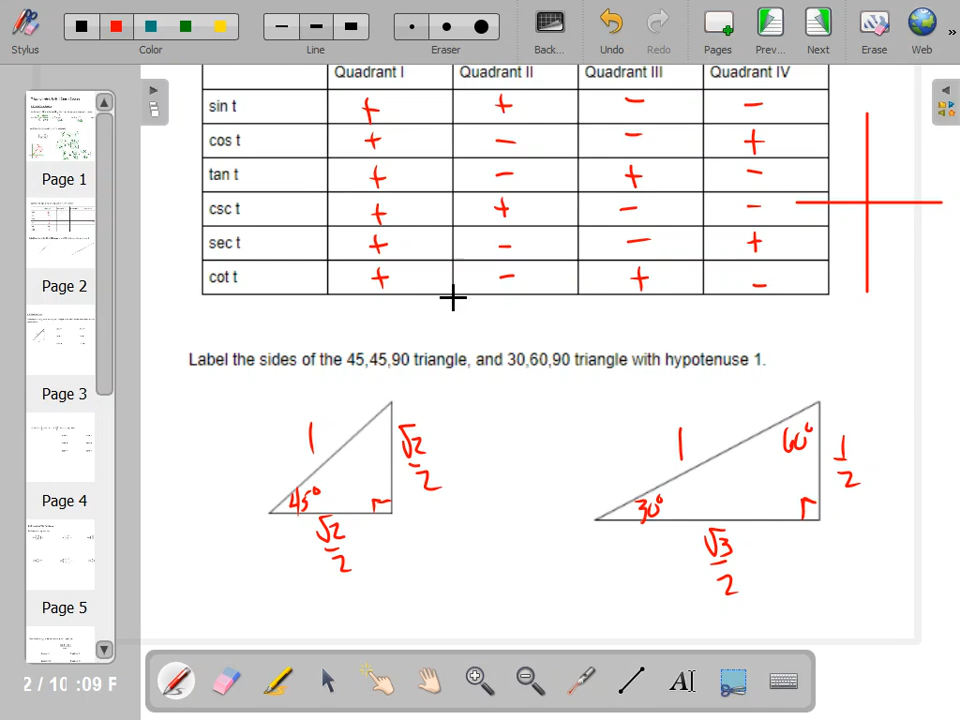 Stylus Color Line Eraser Back... Undo Redo Pages Prev... Next Erase Web »
Page 1
Page 2
Page 3
Page 4
Page 5
2 / 10 :09 P
Quadrant I Quadrant II Quadrant III Quadrant IV
sin t + + - -
cos t + - - +
tan t + - + -
csc t + + - -
sec t + - - +
cot t + - + -
Label the sides of the 45,45,90 triangle, and 30,60,90 triangle with hypotenuse 1.
1 √2/2
45°
√2/2
1 60° 1/2
30°
√3/2
A